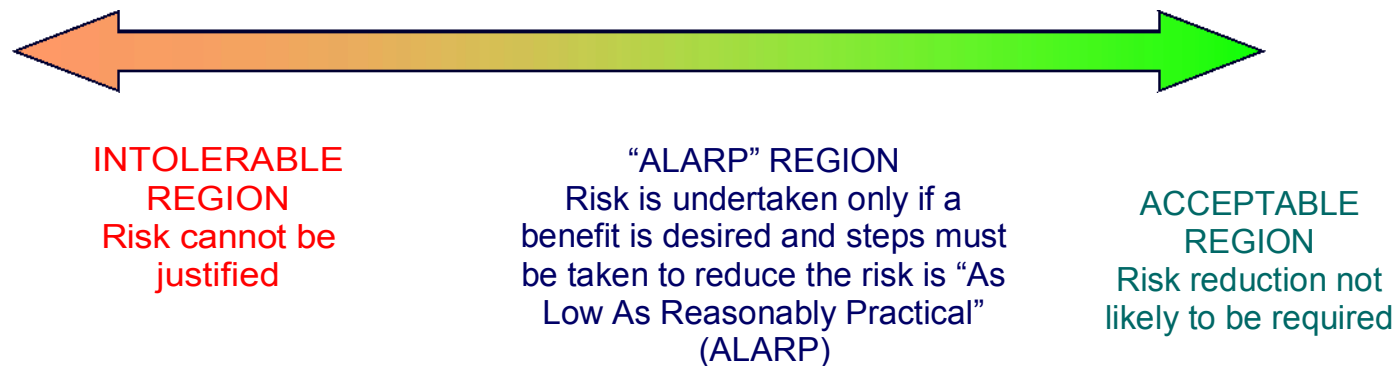 INTOLERABLE
REGION
Risk cannot be
justified
“ALARP” REGION
Risk is undertaken only if a
benefit is desired and steps must
be taken to reduce the risk is “As
Low As Reasonably Practical”
(ALARP)
ACCEPTABLE
REGION
Risk reduction not
likely to be required